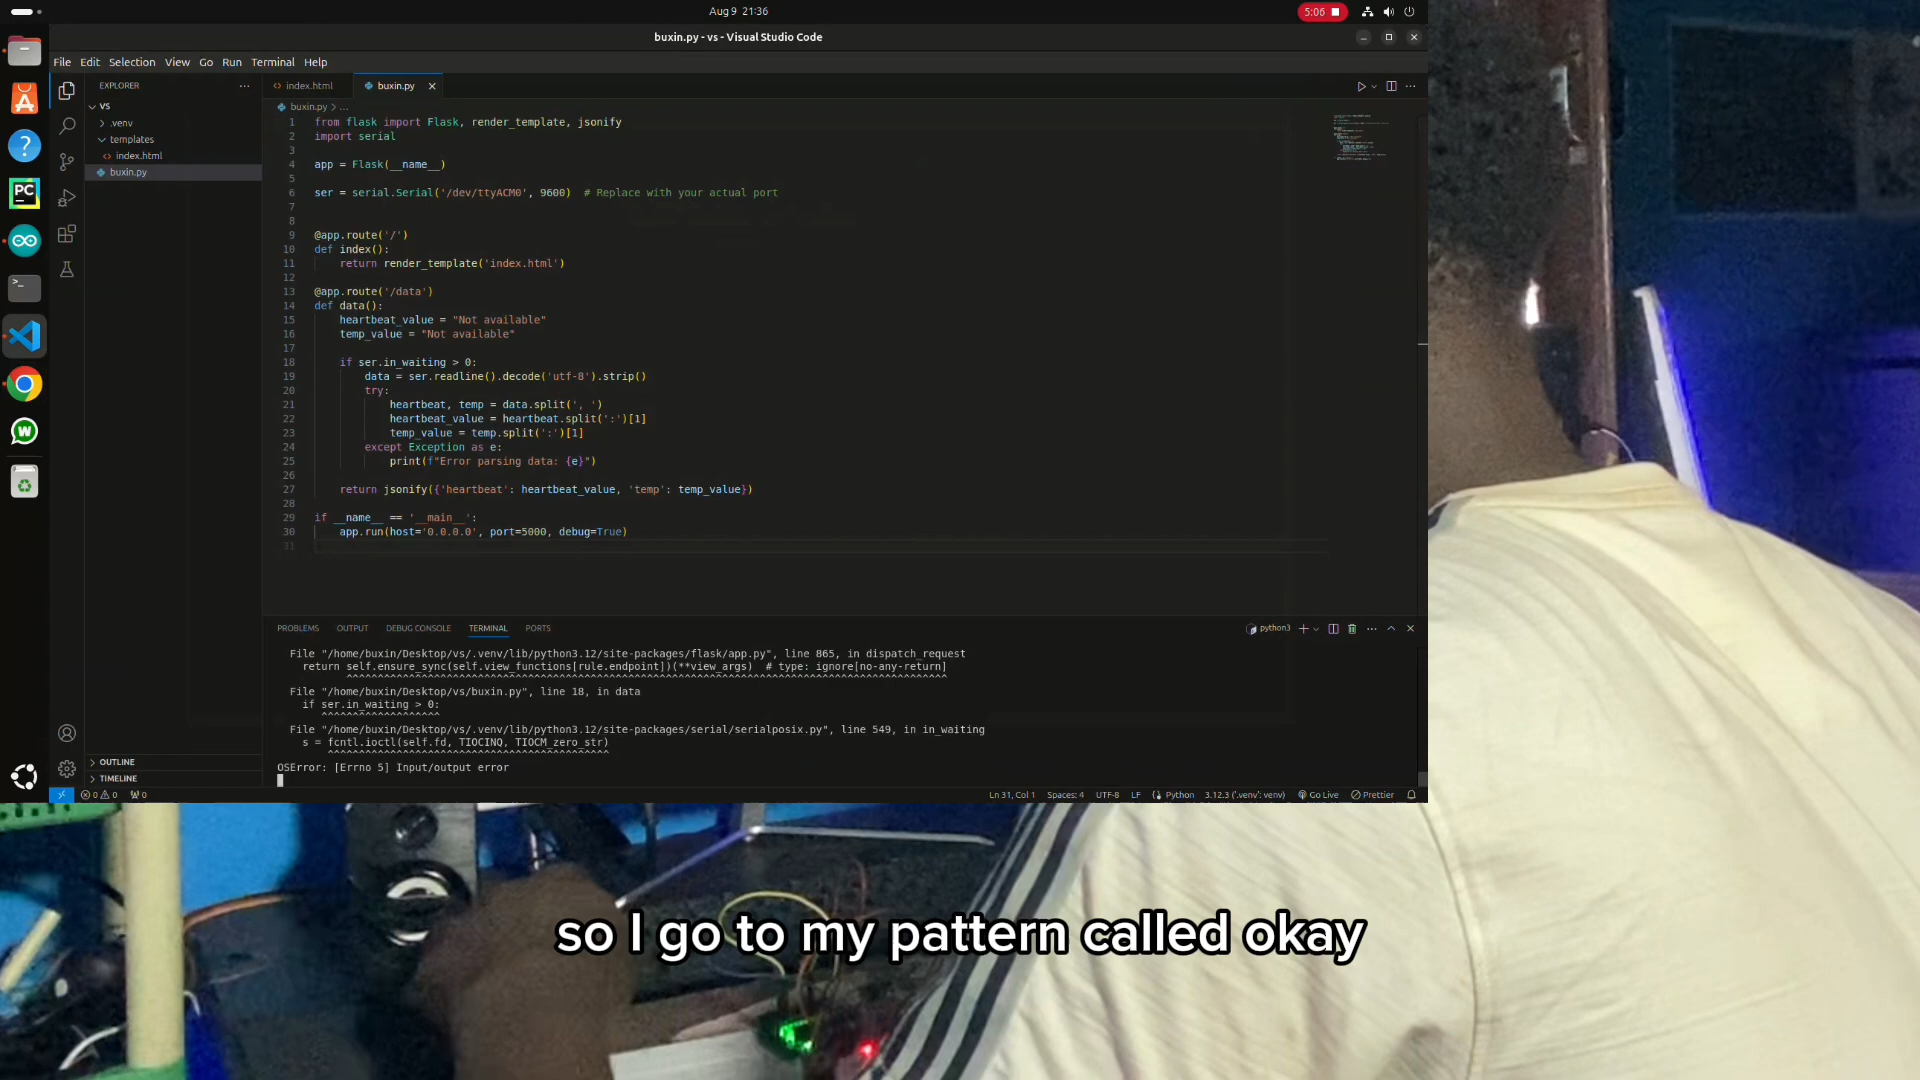 Aug 9 21:36
5:06
buxin.py - vs - Visual Studio Code
File Edit Selection View Go Run Terminal Help
EXPLORER
index.html
buxin.py
VS
.venv
templates
index.html
buxin.py
buxin.py > ...
1 from flask import Flask, render_template, jsonify
2 import serial
3
4 app = Flask(__name__)
5
6 ser = serial.Serial('/dev/ttyACM0', 9600)  # Replace with your actual port
7
8
9 @app.route('/')
10 def index():
11 return render_template('index.html')
12
13 @app.route('/data')
14 def data():
15 heartbeat_value = "Not available"
16 temp_value = "Not available"
17
18 if ser.in_waiting > 0:
19 data = ser.readline().decode('utf-8').strip()
20 try:
21 heartbeat, temp = data.split(', ')
22 heartbeat_value = heartbeat.split(':')[1]
23 temp_value = temp.split(':')[1]
24 except Exception as e:
25 print(f"Error parsing data: {e}")
26
27 return jsonify({'heartbeat': heartbeat_value, 'temp': temp_value})
28
29 if __name__ == '__main__':
30 app.run(host='0.0.0.0', port=5000, debug=True)
31
PROBLEMS OUTPUT DEBUG CONSOLE TERMINAL PORTS
python3
File "/home/buxin/Desktop/vs/.venv/lib/python3.12/site-packages/flask/app.py", line 865, in dispatch_request
return self.ensure_sync(self.view_functions[rule.endpoint])(**view_args)  # type: ignore[no-any-return]
^^^^^^^^^^^^^^^^^^^^^^^^^^^^^^^^^^^^^^^^^^^^^^^^^^^^^^^^^^^^^^^^^^^^^^^^^^^^^^^^^^^^^^^^^^^^^^^^
File "/home/buxin/Desktop/vs/buxin.py", line 18, in data
if ser.in_waiting > 0:
^^^^^^^^^^^^^^^^^^^
File "/home/buxin/Desktop/vs/.venv/lib/python3.12/site-packages/serial/serialposix.py", line 549, in in_waiting
s = fcntl.ioctl(self.fd, TIOCINQ, TIOCM_zero_str)
^^^^^^^^^^^^^^^^^^^^^^^^^^^^^^^^^^^^^^^^^^^^^
OSError: [Errno 5] Input/output error
OUTLINE
TIMELINE
0 0 0
Ln 31, Col 1 Spaces: 4 UTF-8 LF Python 3.12.3 ('.venv': venv) Go Live Prettier
PC
W
so I go to my pattern called okay